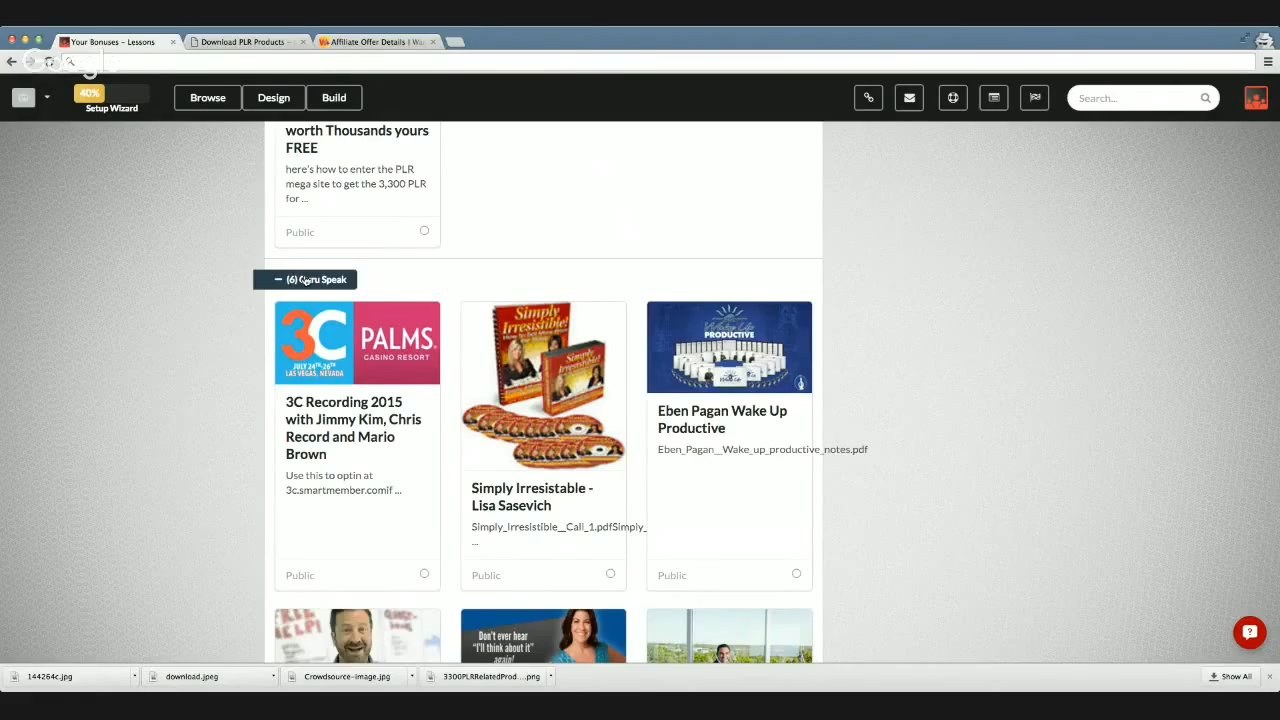 Your Bonuses – Lessons
Download PLR Products –
Affiliate Offer Details | Wa
Google
40%
Setup Wizard
Browse
Design
Build
Search...
worth Thousands yours
FREE
here's how to enter the PLR
mega site to get the 3,300 PLR
for ...
Public
– (6) Guru Speak
3C
JULY 24TH-26TH
LAS VEGAS, NEVADA
PALMS.
CASINO RESORT
3C Recording 2015
with Jimmy Kim, Chris
Record and Mario
Brown
Use this to optin at
3c.smartmember.comif ...
Public
Simply
Irresistible!
Simply Irresistable -
Lisa Sasevich
Simply_Irresistible__Call_1.pdfSimply_
...
Public
PRODUCTIVE
Eben Pagan Wake Up
Productive
Eben_Pagan__Wake_up_productive_notes.pdf
Public
Don't ever hear
"I'll think about it"
again!
144264c.jpg
download.jpeg
Crowdsource-image.jpg
3300PLRRelatedProd....png
Show All